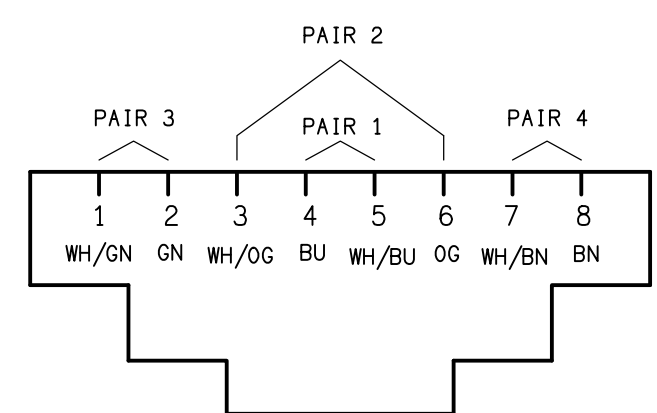 PAIR 2
PAIR 3 PAIR 1 PAIR 4
1 2 3 4 5 6 7 8
WH/GN GN WH/OG BU WH/BU OG WH/BN BN